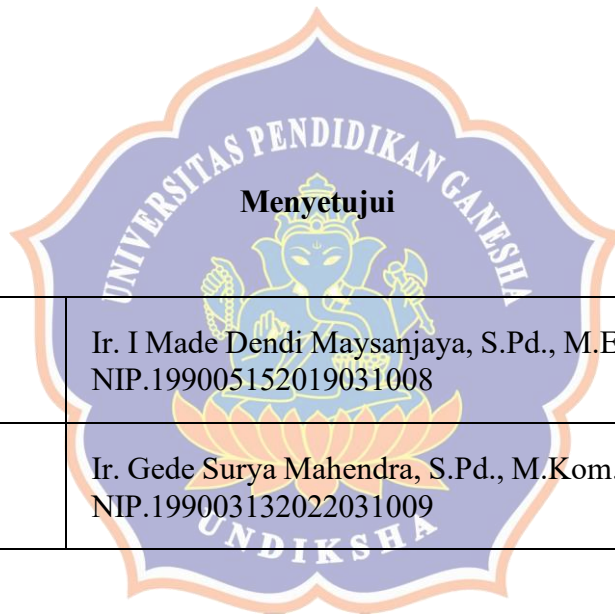 UNIVERSITAS PENDIDIKAN GANESHA
Menyetujui
Ir. I Made Dendi Maysanjaya, S.Pd., M.E
NIP.199005152019031008
Ir. Gede Surya Mahendra, S.Pd., M.Kom.
NIP.199003132022031009
UNDIKSHA